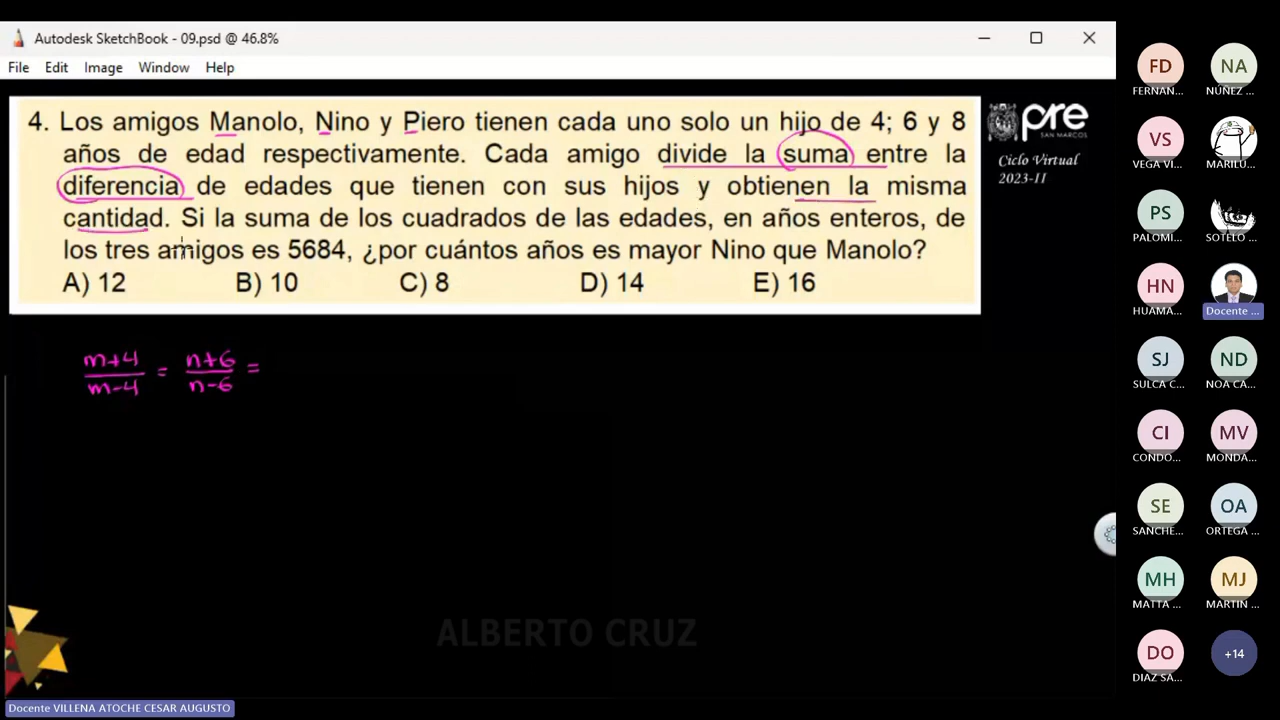 Autodesk SketchBook - 09.psd @ 46.8%
File Edit Image Window Help
4. Los amigos Manolo, Nino y Piero tienen cada uno solo un hijo de 4; 6 y 8
años de edad respectivamente. Cada amigo divide la suma entre la
diferencia de edades que tienen con sus hijos y obtienen la misma
cantidad. Si la suma de los cuadrados de las edades, en años enteros, de
los tres amigos es 5684, ¿por cuántos años es mayor Nino que Manolo?
A) 12 B) 10 C) 8 D) 14 E) 16
pre
SAN MARCOS
Ciclo Virtual
2023-II
m+4 / m-4 = n+6 / n-6 =
ALBERTO CRUZ
Docente VILLENA ATOCHE CESAR AUGUSTO
FD NA
FERNAN... NÚÑEZ ...
VS
VEGA VI... MARILU...
PS
PALOMI... SOTELO ...
HN
HUAMA... Docente ...
SJ ND
SULCA C... NOA CA...
CI MV
CONDO... MONDA...
SE OA
SANCHE... ORTEGA ...
MH MJ
MATTA ... MARTIN ...
DO +14
DIAZ SA...